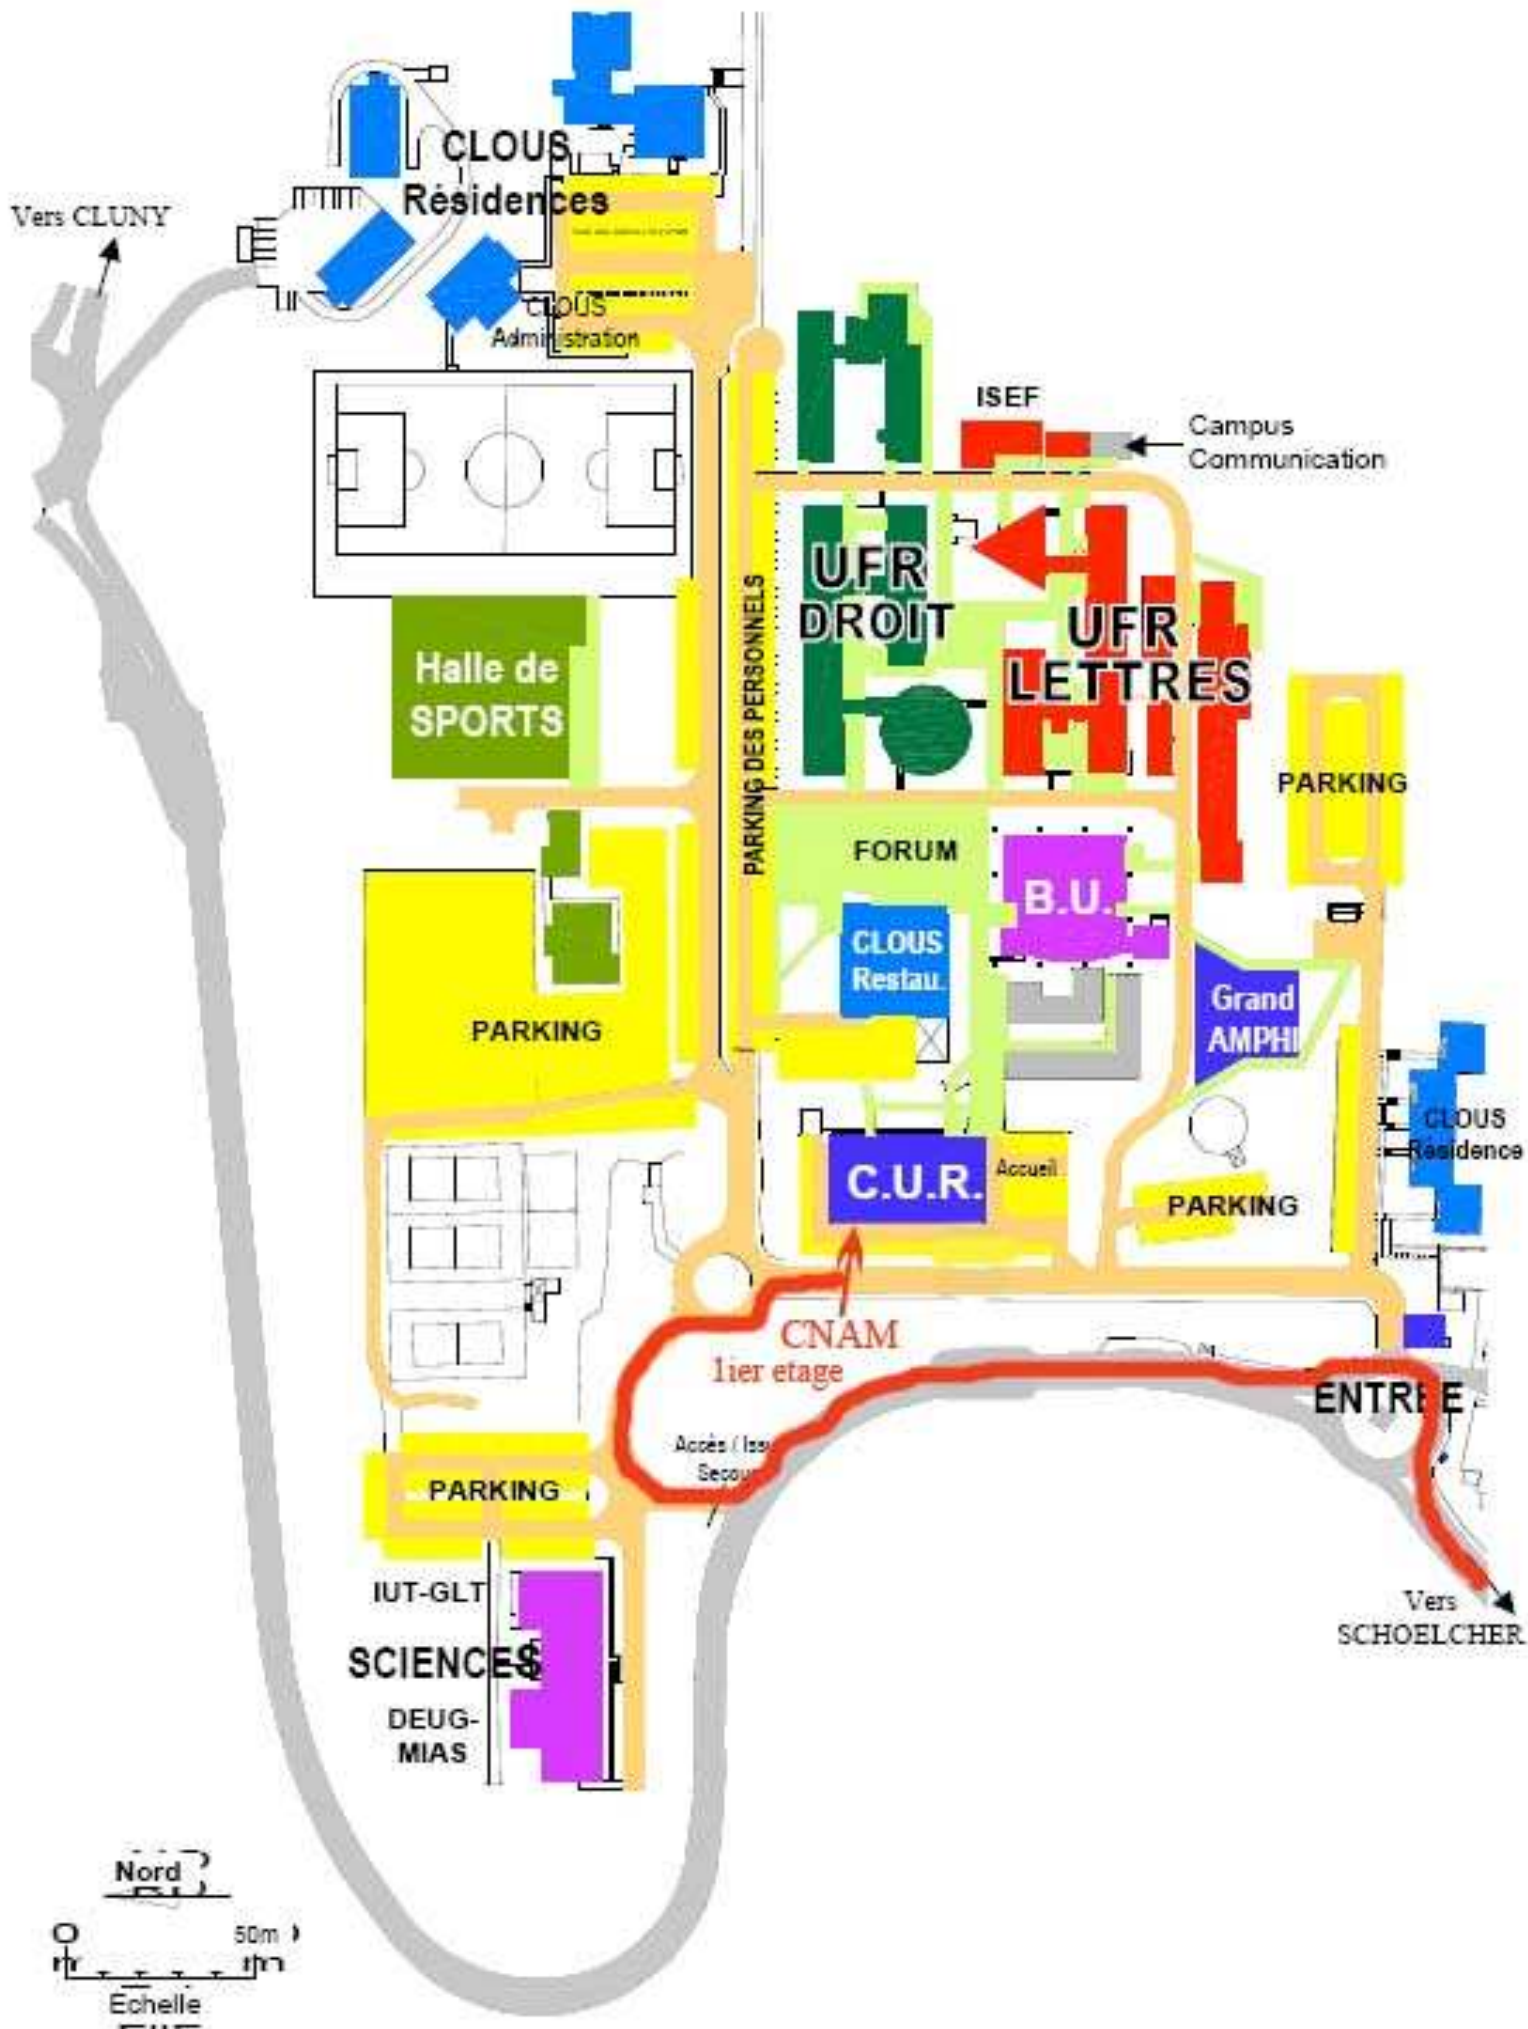 CLOUS
Résidences
Vers CLUNY
CLOUS
Administration
ISEF
Campus
Communication
UFR
DROIT
UFR
LETTRES
Halle de
SPORTS
PARKING DES PERSONNELS
PARKING
FORUM
B.U.
CLOUS
Restau.
Grand
AMPHI
PARKING
CLOUS
Résidence
C.U.R.
Accueil
PARKING
CNAM
1ier etage
ENTREE
Accès / Iss
Secou
PARKING
IUT-GLT
Vers
SCHOELCHER
SCIENCES
DEUG-
MIAS
Nord
0 50m
Echelle